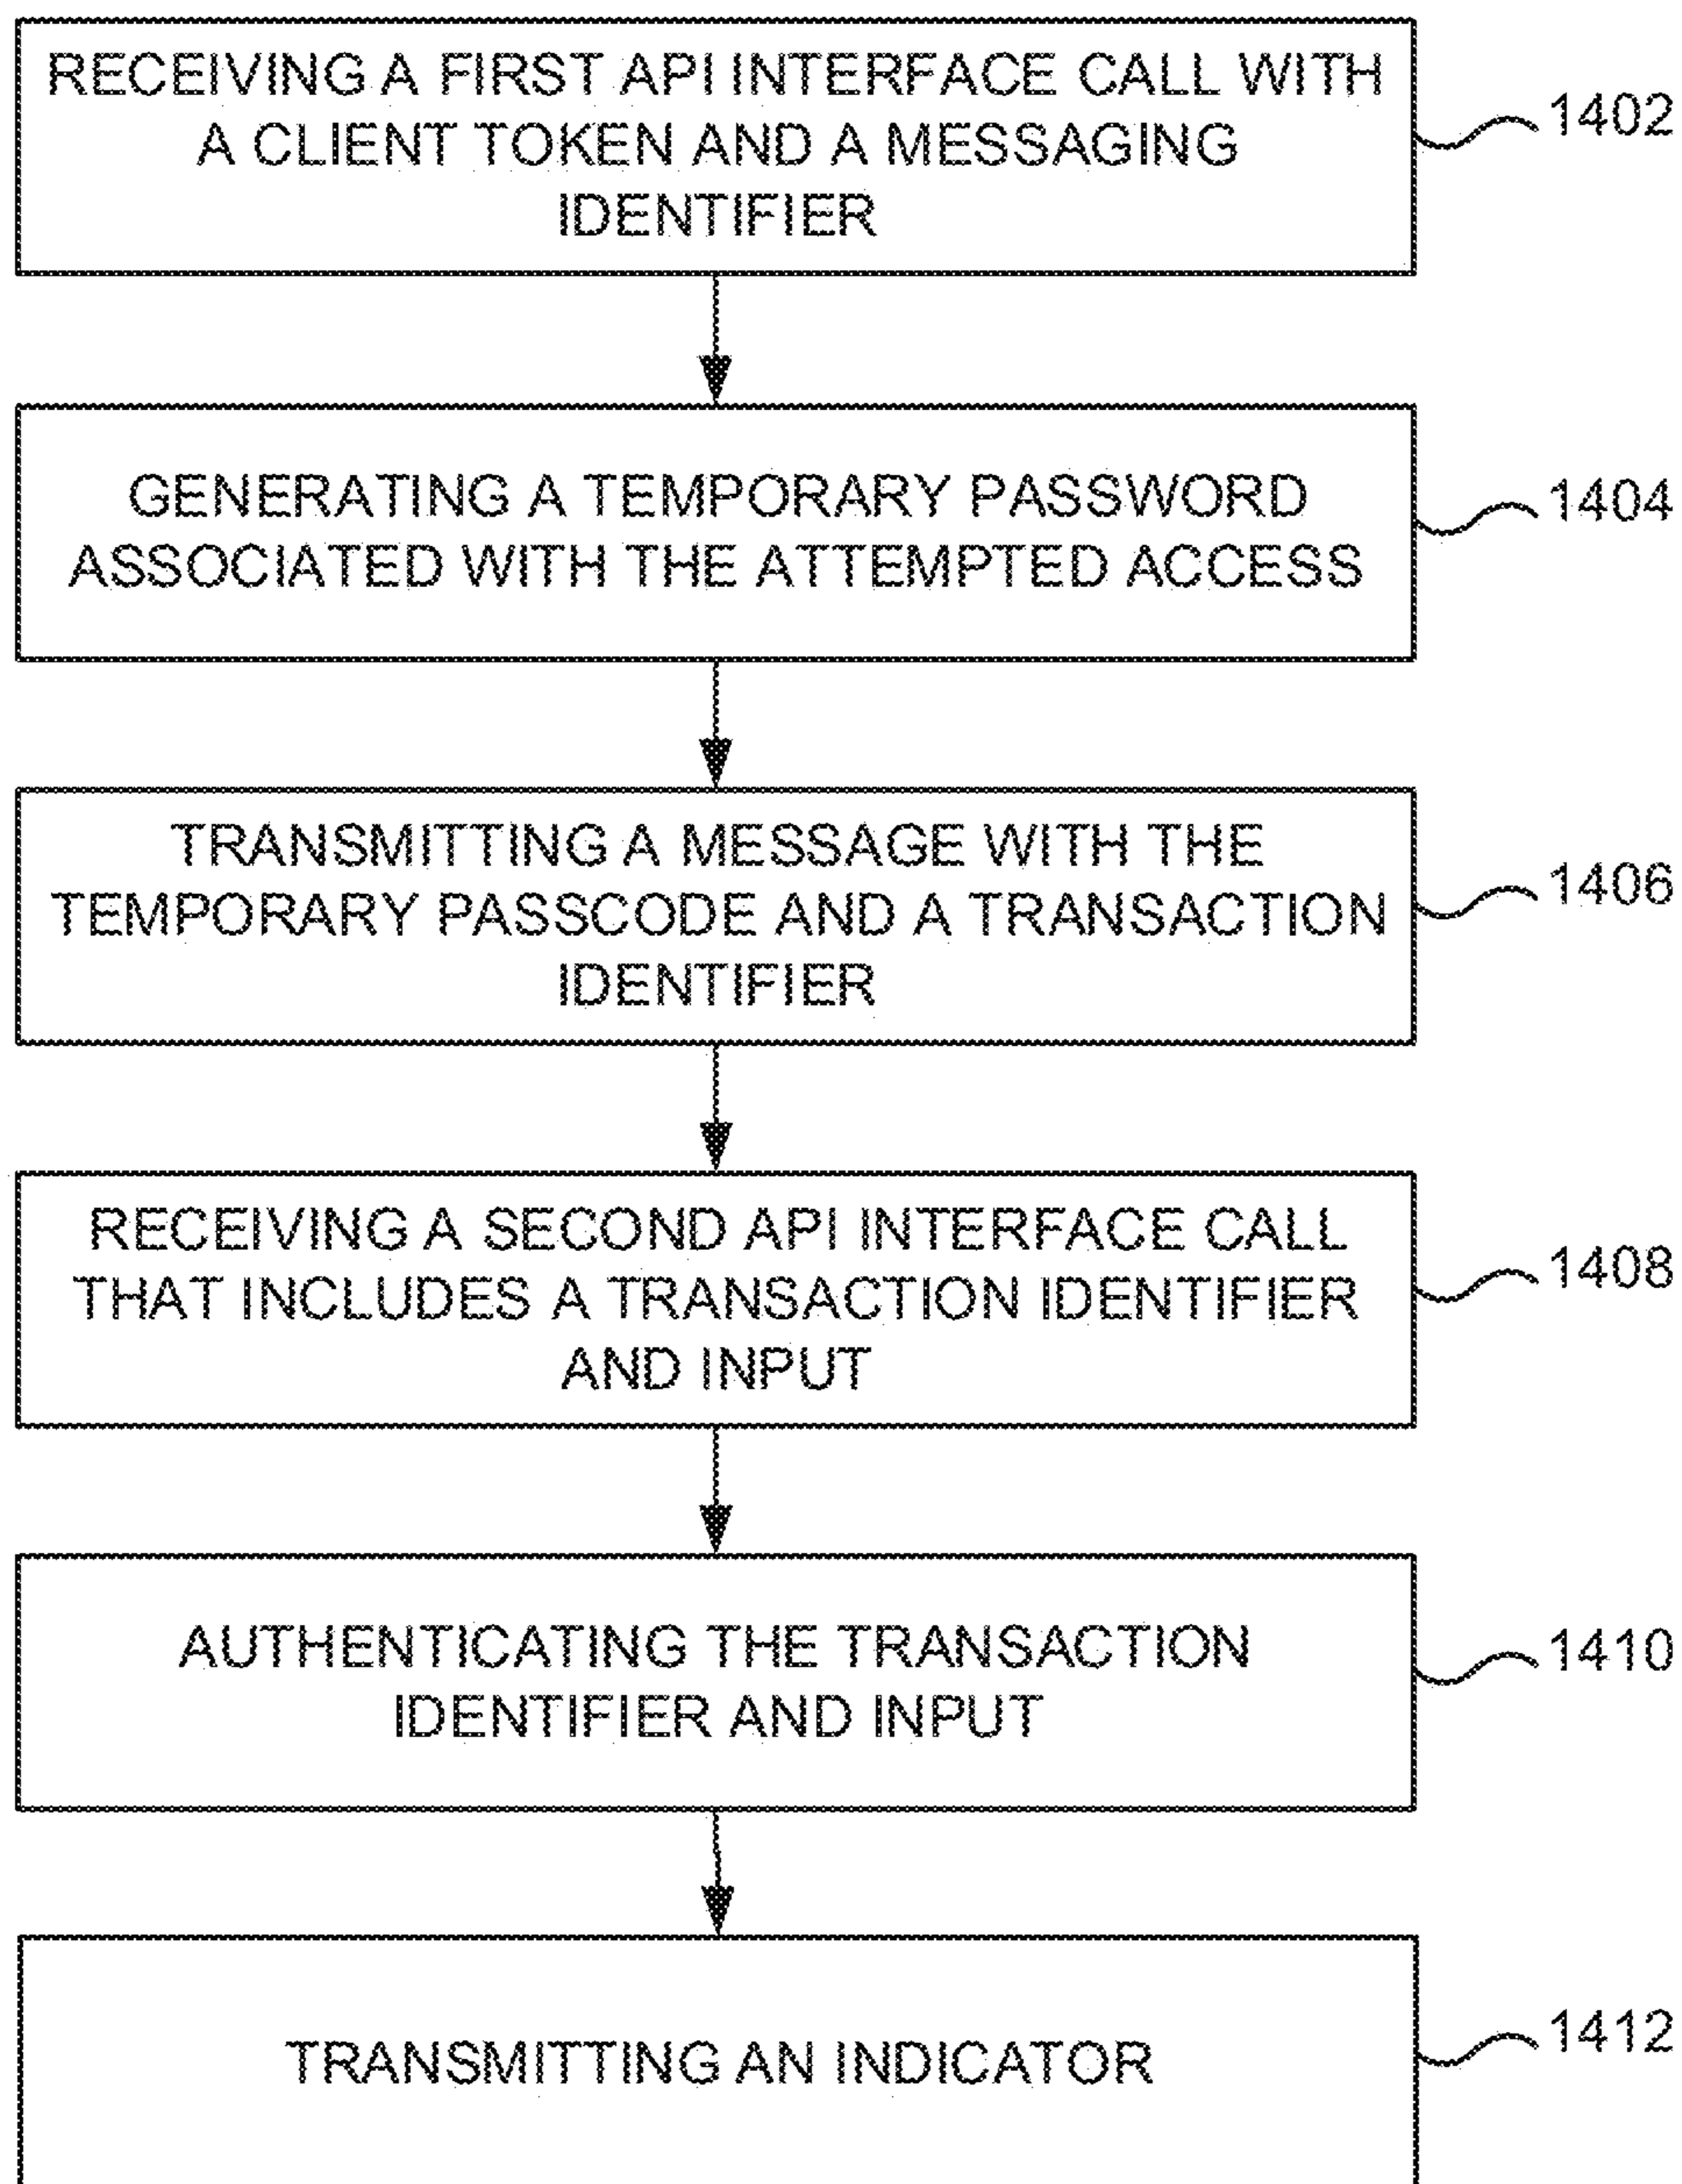 RECEIVING A FIRST API INTERFACE CALL WITH
A CLIENT TOKEN AND A MESSAGING
IDENTIFIER
1402
GENERATING A TEMPORARY PASSWORD
ASSOCIATED WITH THE ATTEMPTED ACCESS
1404
TRANSMITTING A MESSAGE WITH THE
TEMPORARY PASSCODE AND A TRANSACTION
IDENTIFIER
1406
RECEIVING A SECOND API INTERFACE CALL
THAT INCLUDES A TRANSACTION IDENTIFIER
AND INPUT
1408
AUTHENTICATING THE TRANSACTION
IDENTIFIER AND INPUT
1410
TRANSMITTING AN INDICATOR
1412